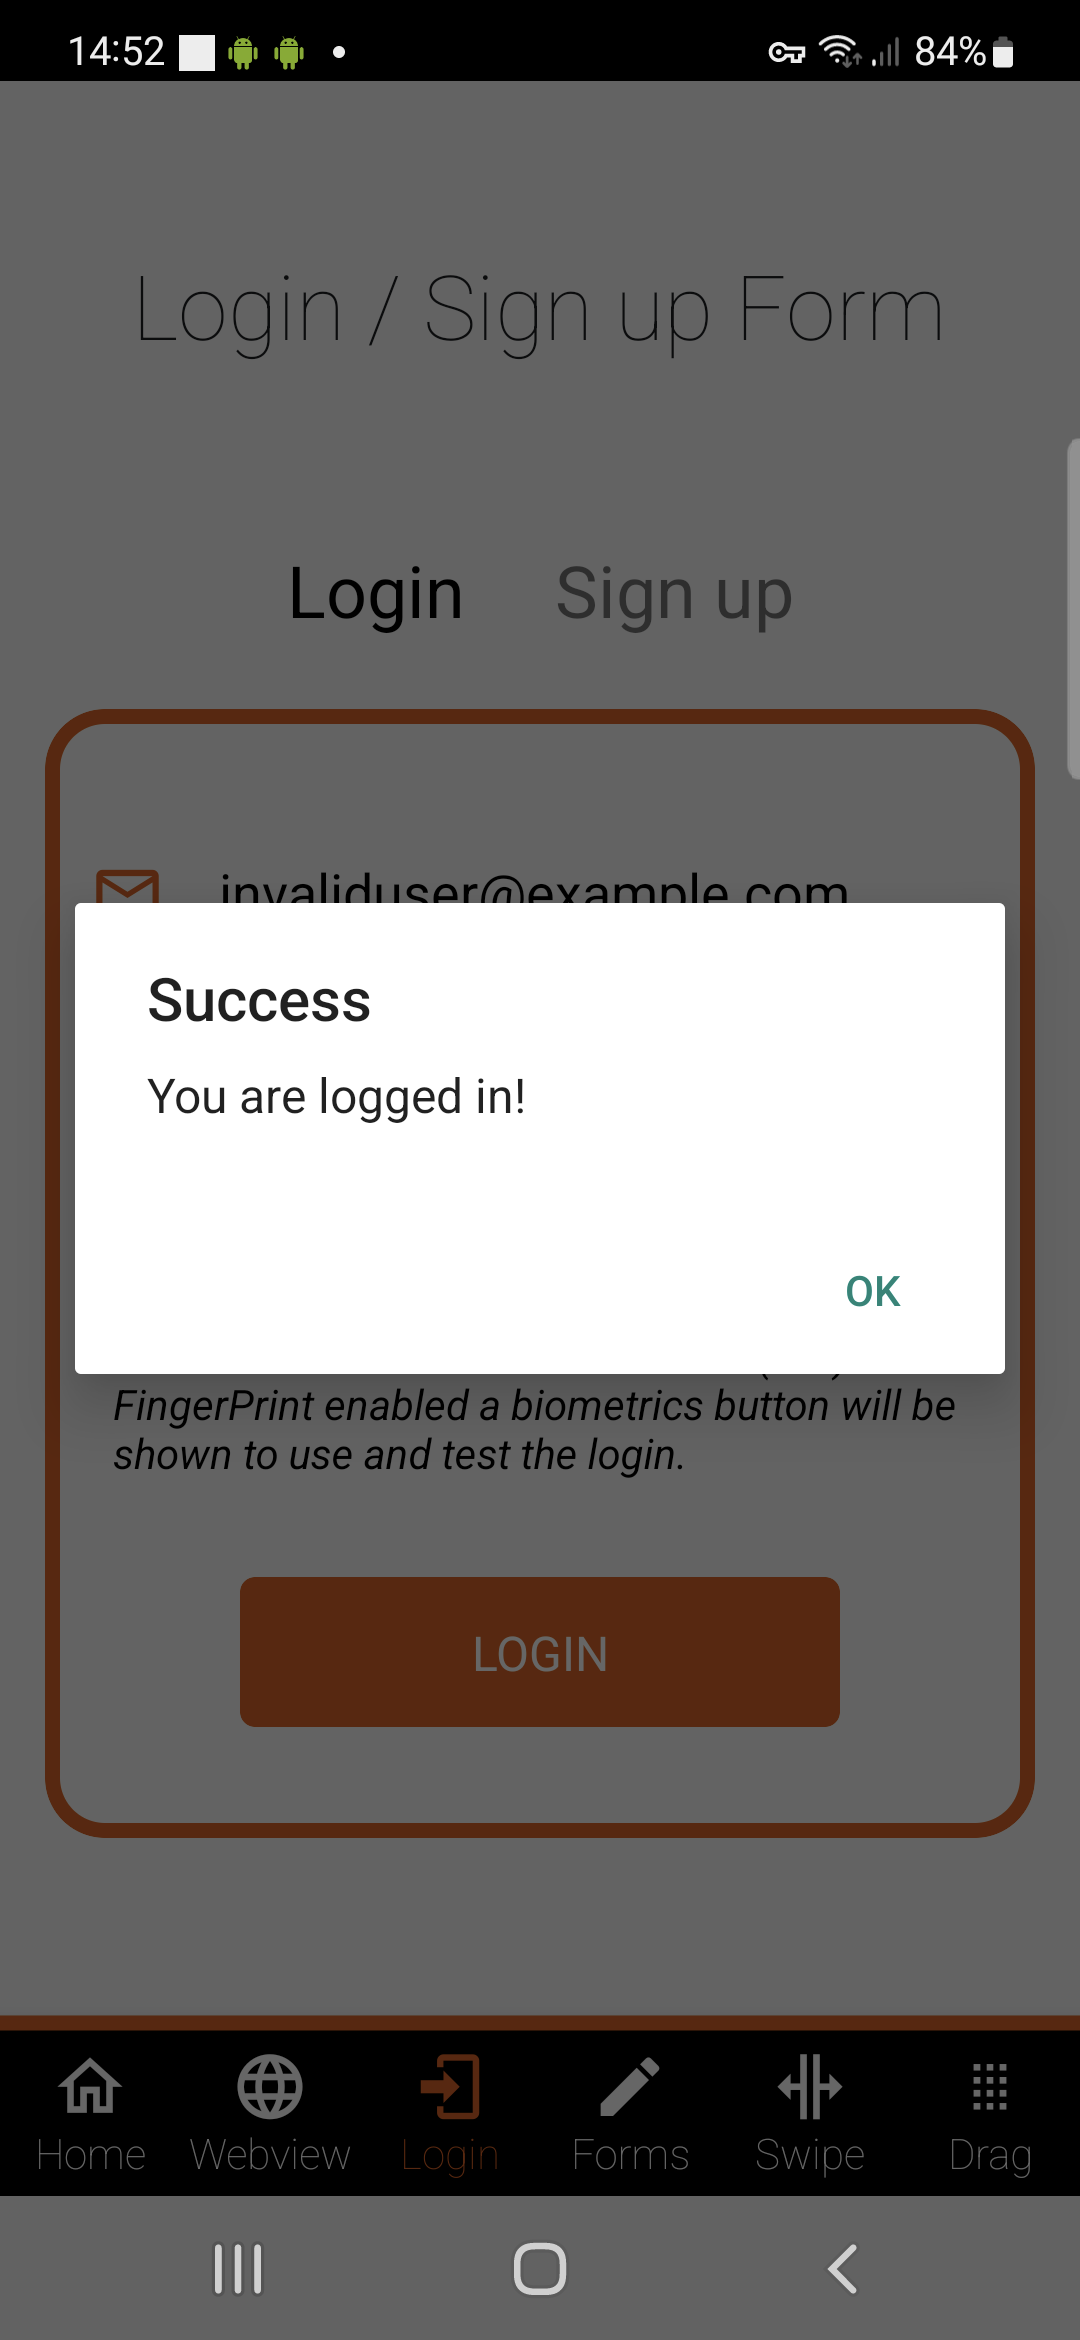 14:52 84%
Login / Sign up Form
Login Sign up
invaliduser@example.com
Success
You are logged in!
OK
FingerPrint enabled a biometrics button will be
shown to use and test the login.
LOGIN
Home Webview Login Forms Swipe Drag